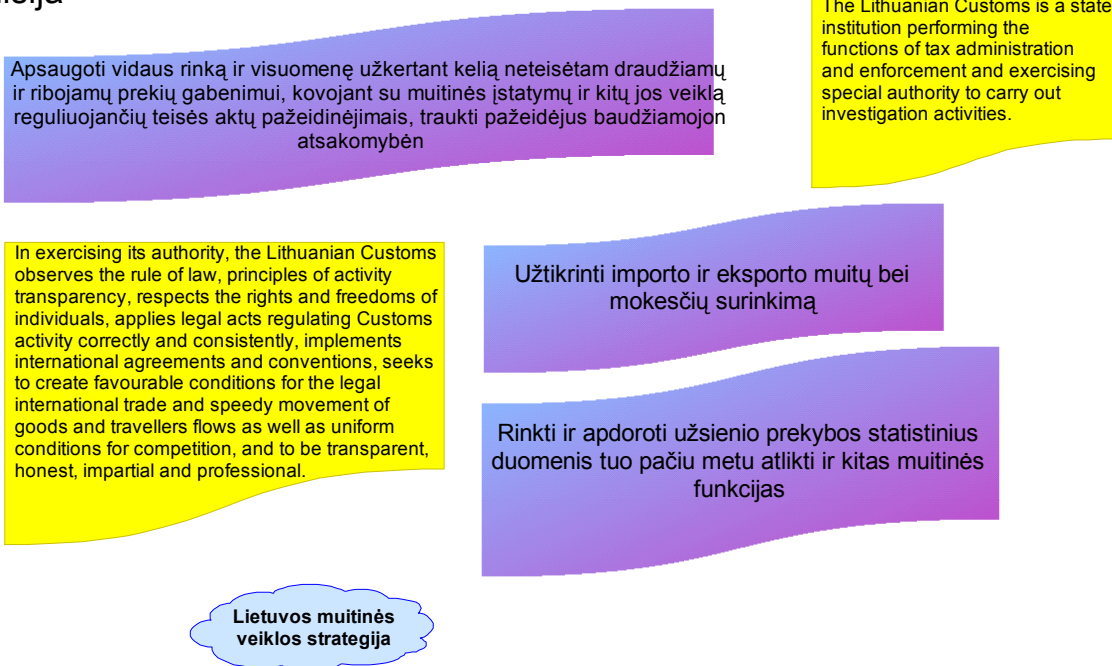 Apsaugoti vidaus rinką ir visuomenę užkertant kelią neteisėtam draudžiamų
ir ribojamų prekių gabenimui, kovojant su muitinės įstatymų ir kitų jos veiklą
reguliuojančių teisės aktų pažeidinėjimais, traukti pažeidėjus baudžiamojon
atsakomybėn
The Lithuanian Customs is a state
institution performing the
functions of tax administration
and enforcement and exercising
special authority to carry out
investigation activities.
In exercising its authority, the Lithuanian Customs
observes the rule of law, principles of activity
transparency, respects the rights and freedoms of
individuals, applies legal acts regulating Customs
activity correctly and consistently, implements
international agreements and conventions, seeks
to create favourable conditions for the legal
international trade and speedy movement of
goods and travellers flows as well as uniform
conditions for competition, and to be transparent,
honest, impartial and professional.
Užtikrinti importo ir eksporto muitų bei
mokesčių surinkimą
Rinkti ir apdoroti užsienio prekybos statistinius
duomenis tuo pačiu metu atlikti ir kitas muitinės
funkcijas
Lietuvos muitinės
veiklos strategija